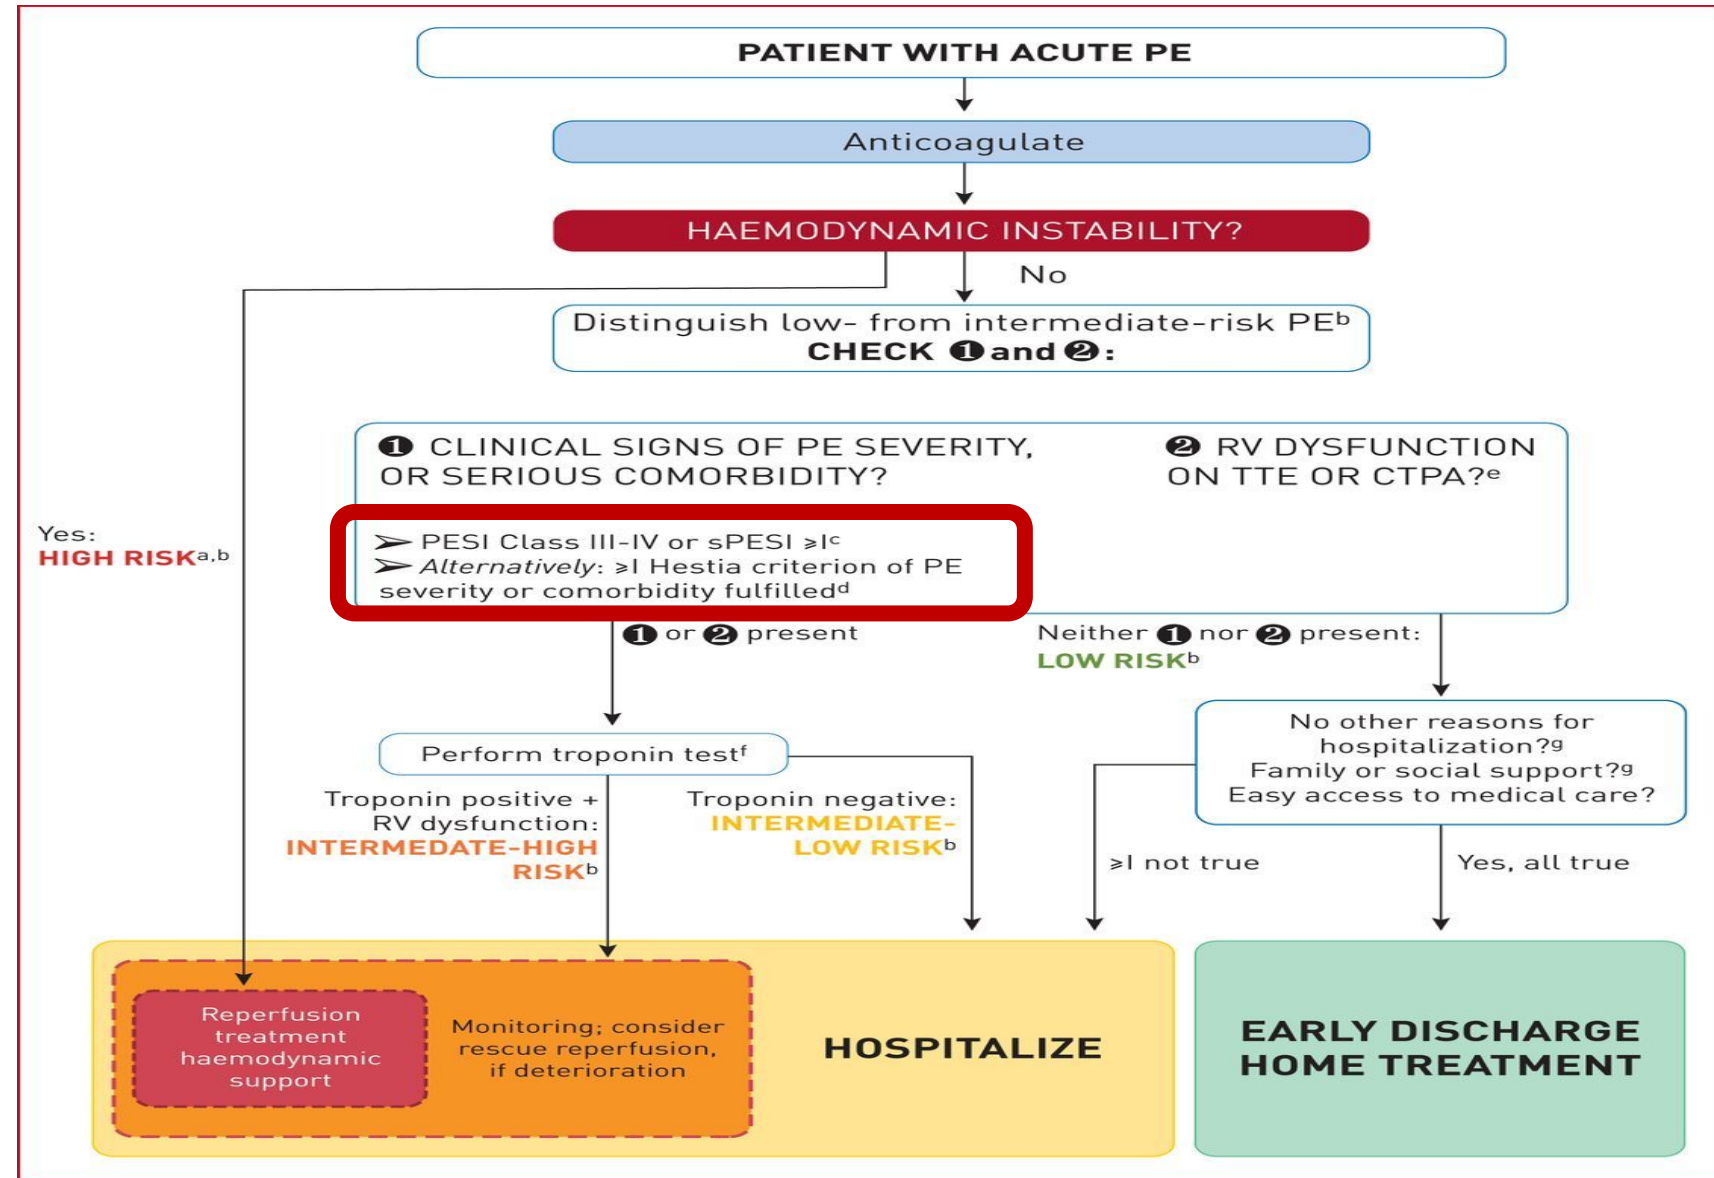 PATIENT WITH ACUTE PE
Anticoagulate
HAEMODYNAMIC INSTABILITY?
No
Distinguish low- from intermediate-risk PEᵇ
CHECK ❶ and ❷:
❶ CLINICAL SIGNS OF PE SEVERITY,
OR SERIOUS COMORBIDITY?
➢ PESI Class III-IV or sPESI ≥Iᶜ
➢ Alternatively: ≥I Hestia criterion of PE
severity or comorbidity fulfilledᵈ
❷ RV DYSFUNCTION
ON TTE OR CTPA?ᵉ
Yes:
HIGH RISKᵃ,ᵇ
❶ or ❷ present
Neither ❶ nor ❷ present:
LOW RISKᵇ
Perform troponin testᶠ
No other reasons for
hospitalization?ᵍ
Family or social support?ᵍ
Easy access to medical care?
Troponin positive +
RV dysfunction:
INTERMEDATE-HIGH
RISKᵇ
Troponin negative:
INTERMEDIATE-
LOW RISKᵇ
≥I not true
Yes, all true
Reperfusion
treatment
haemodynamic
support
Monitoring; consider
rescue reperfusion,
if deterioration
HOSPITALIZE
EARLY DISCHARGE
HOME TREATMENT